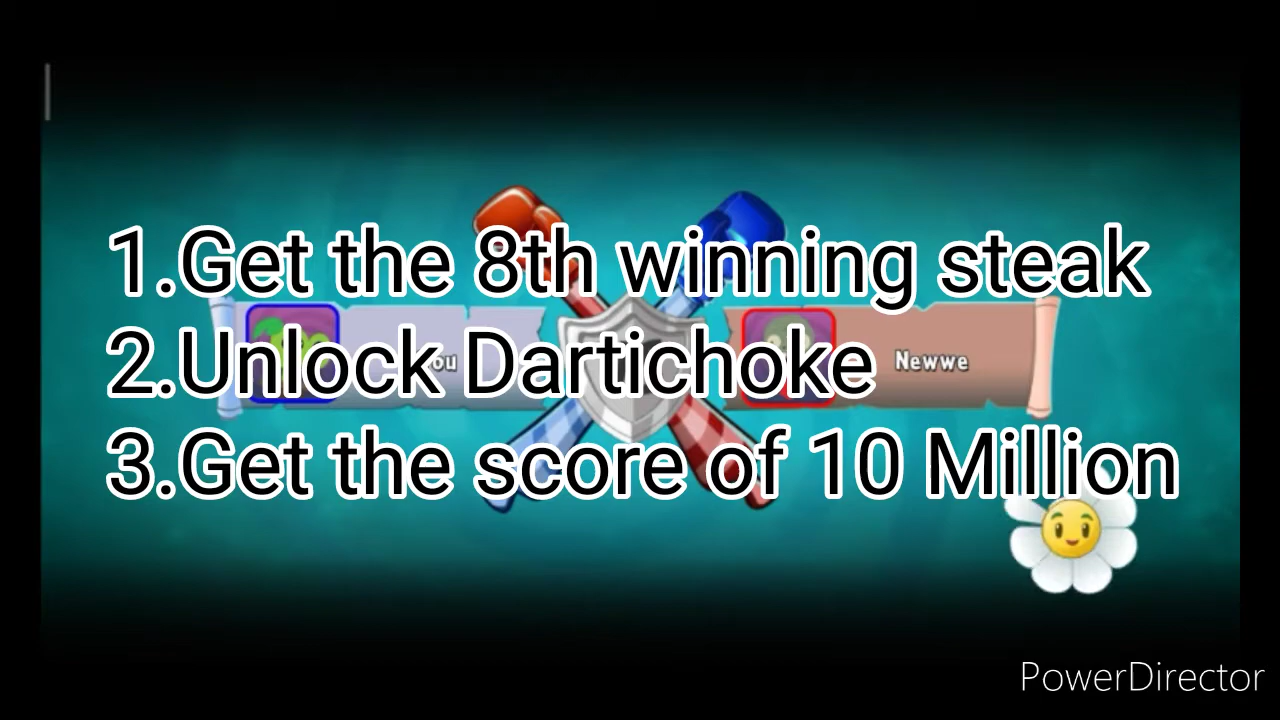 1.Get the 8th winning steak
2.Unlock Dartichoke
Newwe
3.Get the score of 10 Million
PowerDirector